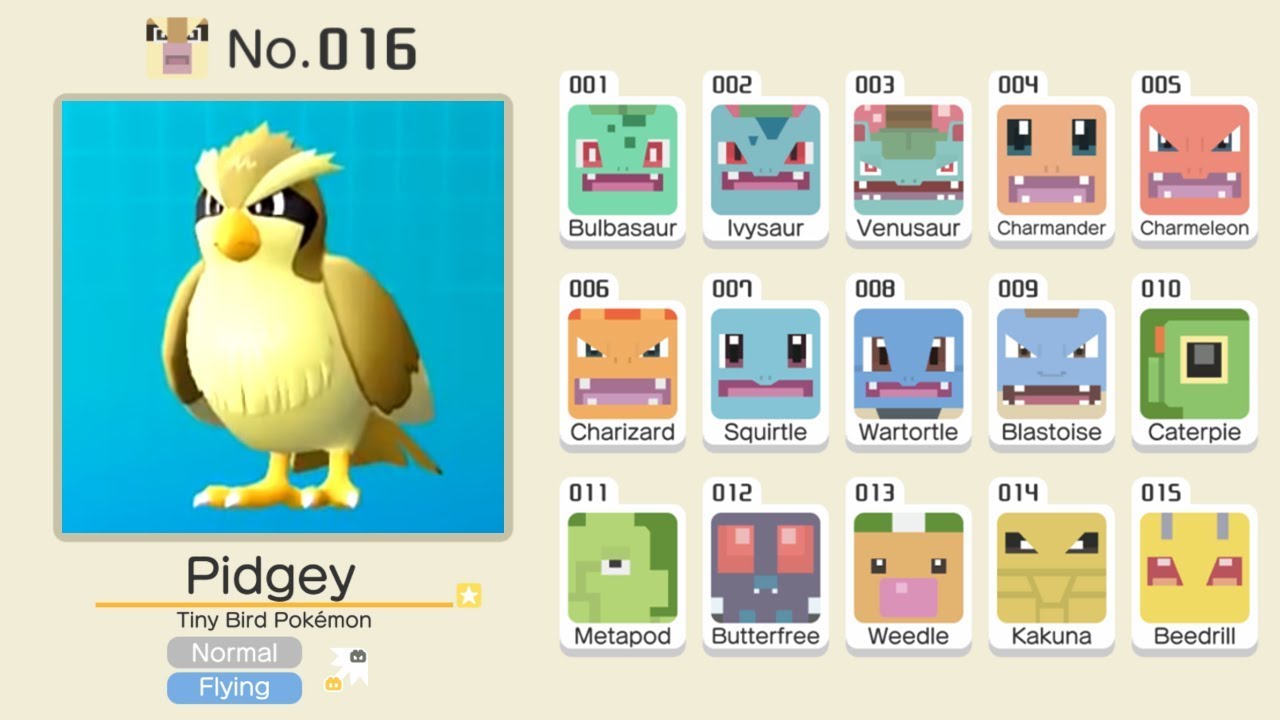 No.016
Pidgey
Tiny Bird Pokémon
Normal
Flying
001 002 003 004 005
Bulbasaur Ivysaur Venusaur Charmander Charmeleon
006 007 008 009 010
Charizard Squirtle Wartortle Blastoise Caterpie
011 012 013 014 015
Metapod Butterfree Weedle Kakuna Beedrill